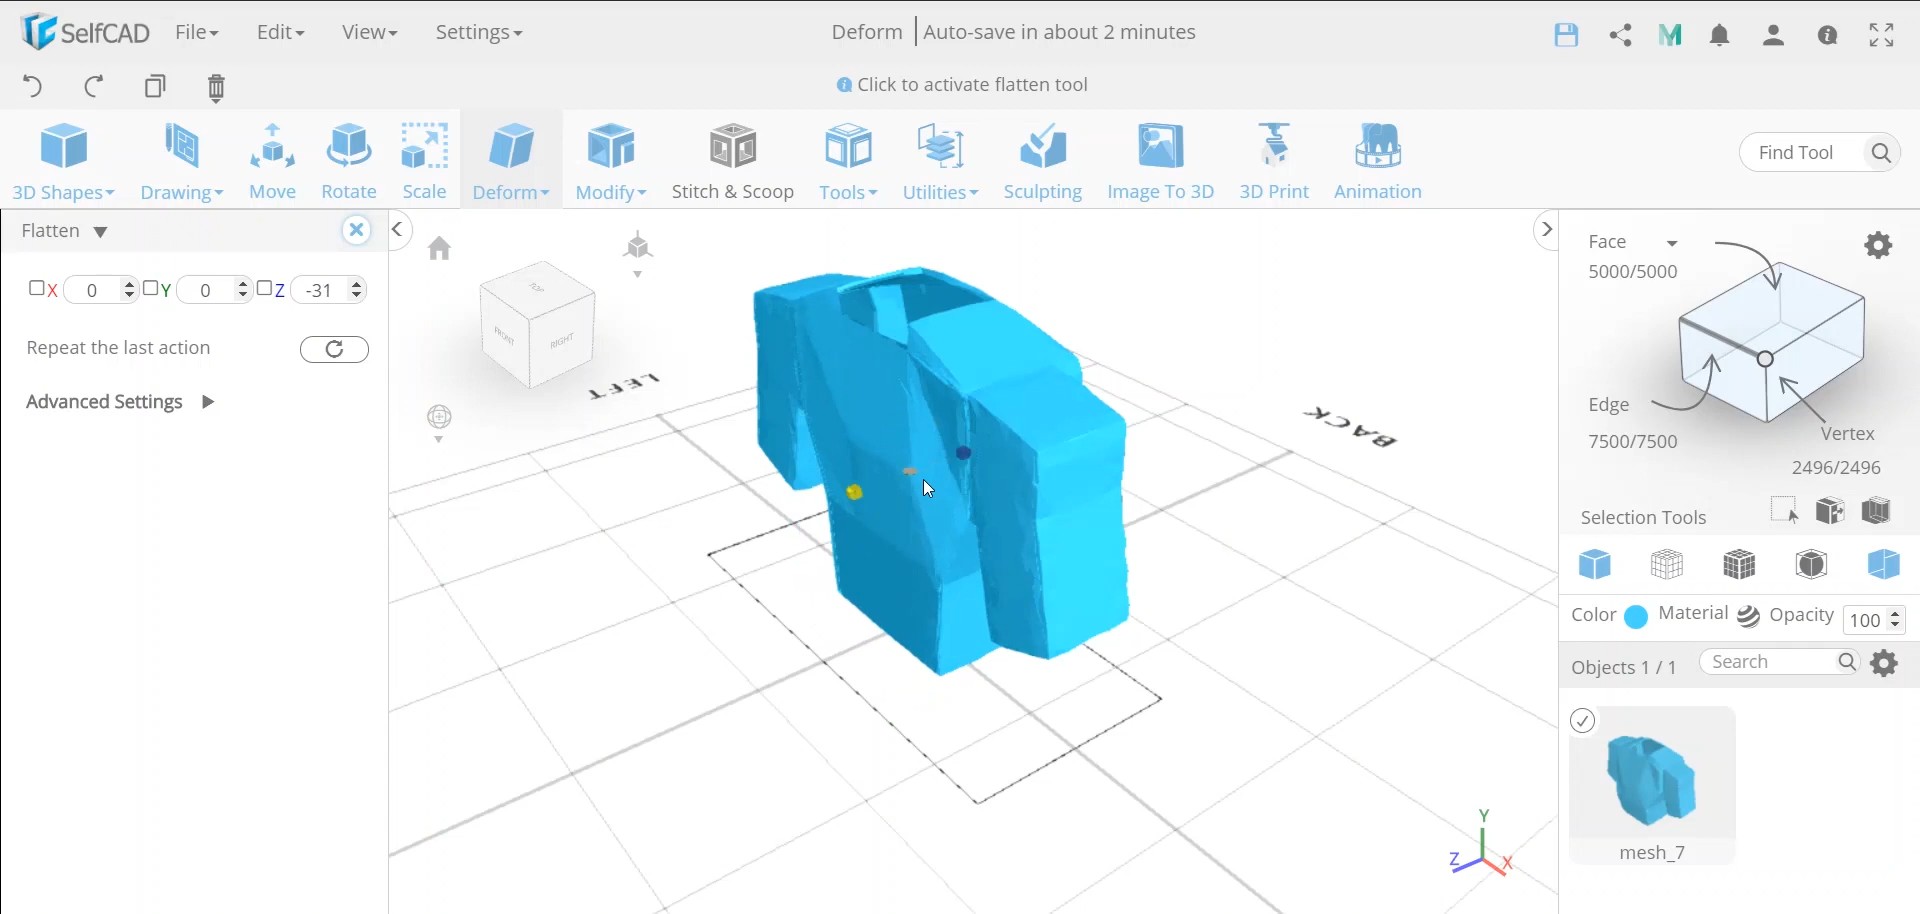 SelfCAD File Edit View Settings Deform Auto-save in about 2 minutes
Click to activate flatten tool
3D Shapes Drawing Move Rotate Scale Deform Modify Stitch & Scoop Tools Utilities Sculpting Image To 3D 3D Print Animation Find Tool
Flatten
X 0 Y 0 Z -31
Repeat the last action
Advanced Settings
TOP
FRONT RIGHT
LEFT
BACK
Y
Z X
Face
5000/5000
Edge
7500/7500
Vertex
2496/2496
Selection Tools
Color Material Opacity 100
Objects 1 / 1 Search
mesh_7